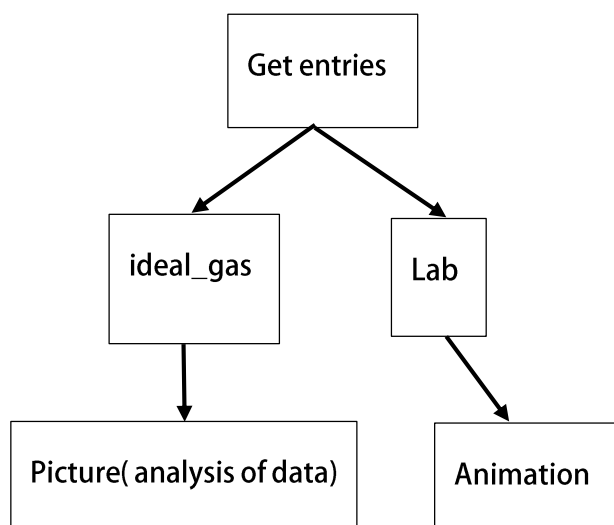 Get entries
ideal_gas
Lab
Picture( analysis of data)
Animation